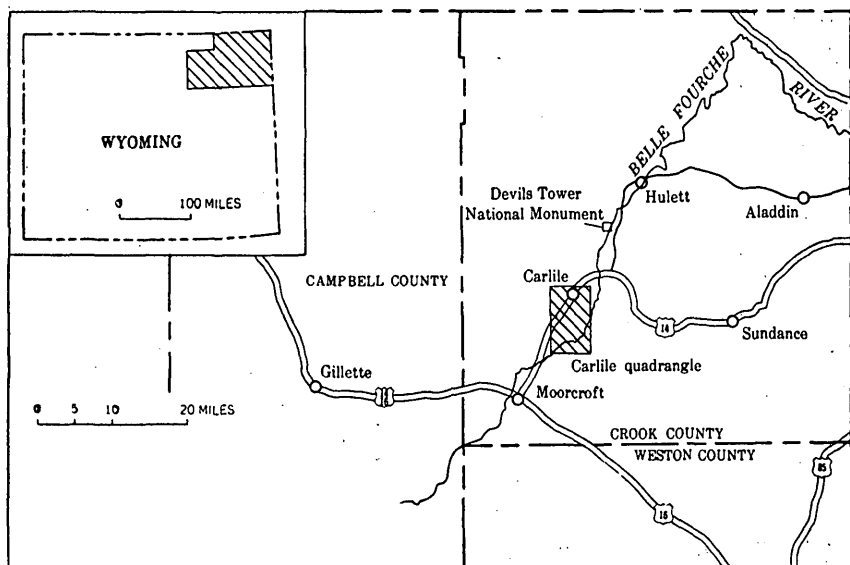 WYOMING
0 100 MILES
BELLE FOURCHE
RIVER
Devils Tower
National Monument
Hulett
Aladdin
CAMPBELL COUNTY
Carlile
14
Sundance
Carlile quadrangle
Gillette
Moorcroft
0 5 10 20 MILES
CROOK COUNTY
WESTON COUNTY
85
16